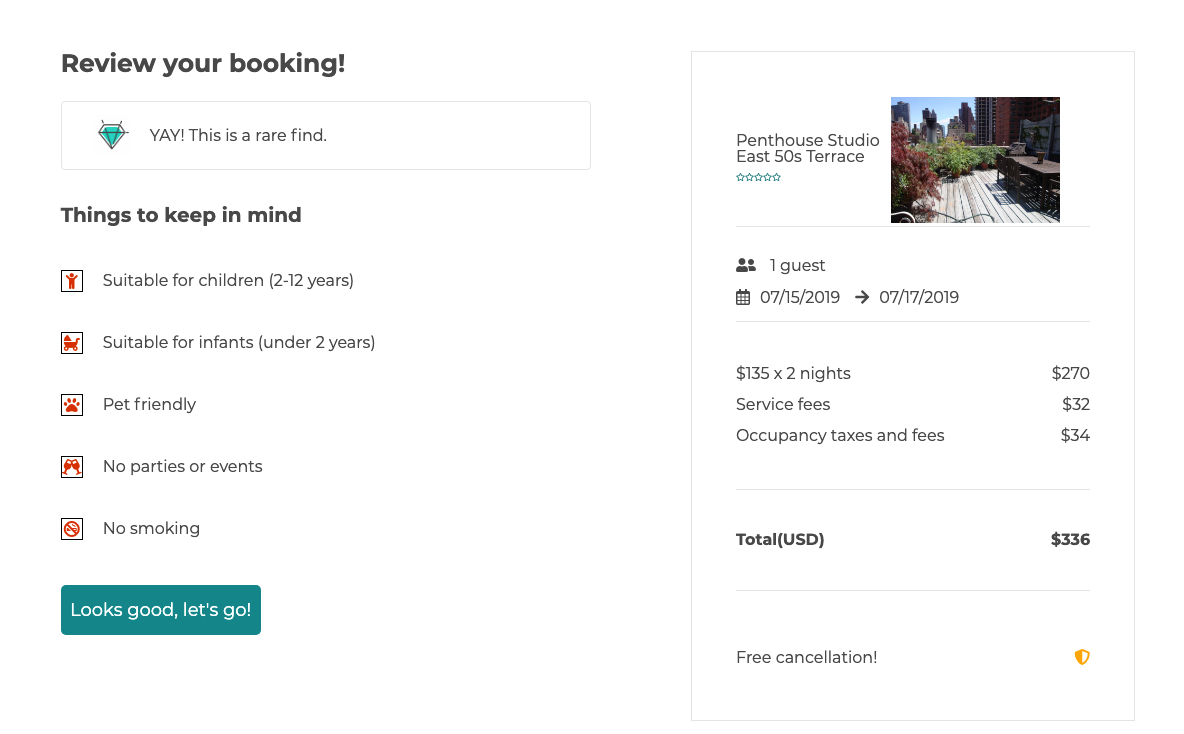 Review your booking!
YAY! This is a rare find.
Things to keep in mind
Suitable for children (2-12 years)
Suitable for infants (under 2 years)
Pet friendly
No parties or events
No smoking
Looks good, let's go!
Penthouse Studio
East 50s Terrace
1 guest
07/15/2019 07/17/2019
$135 x 2 nights $270
Service fees $32
Occupancy taxes and fees $34
Total(USD) $336
Free cancellation!